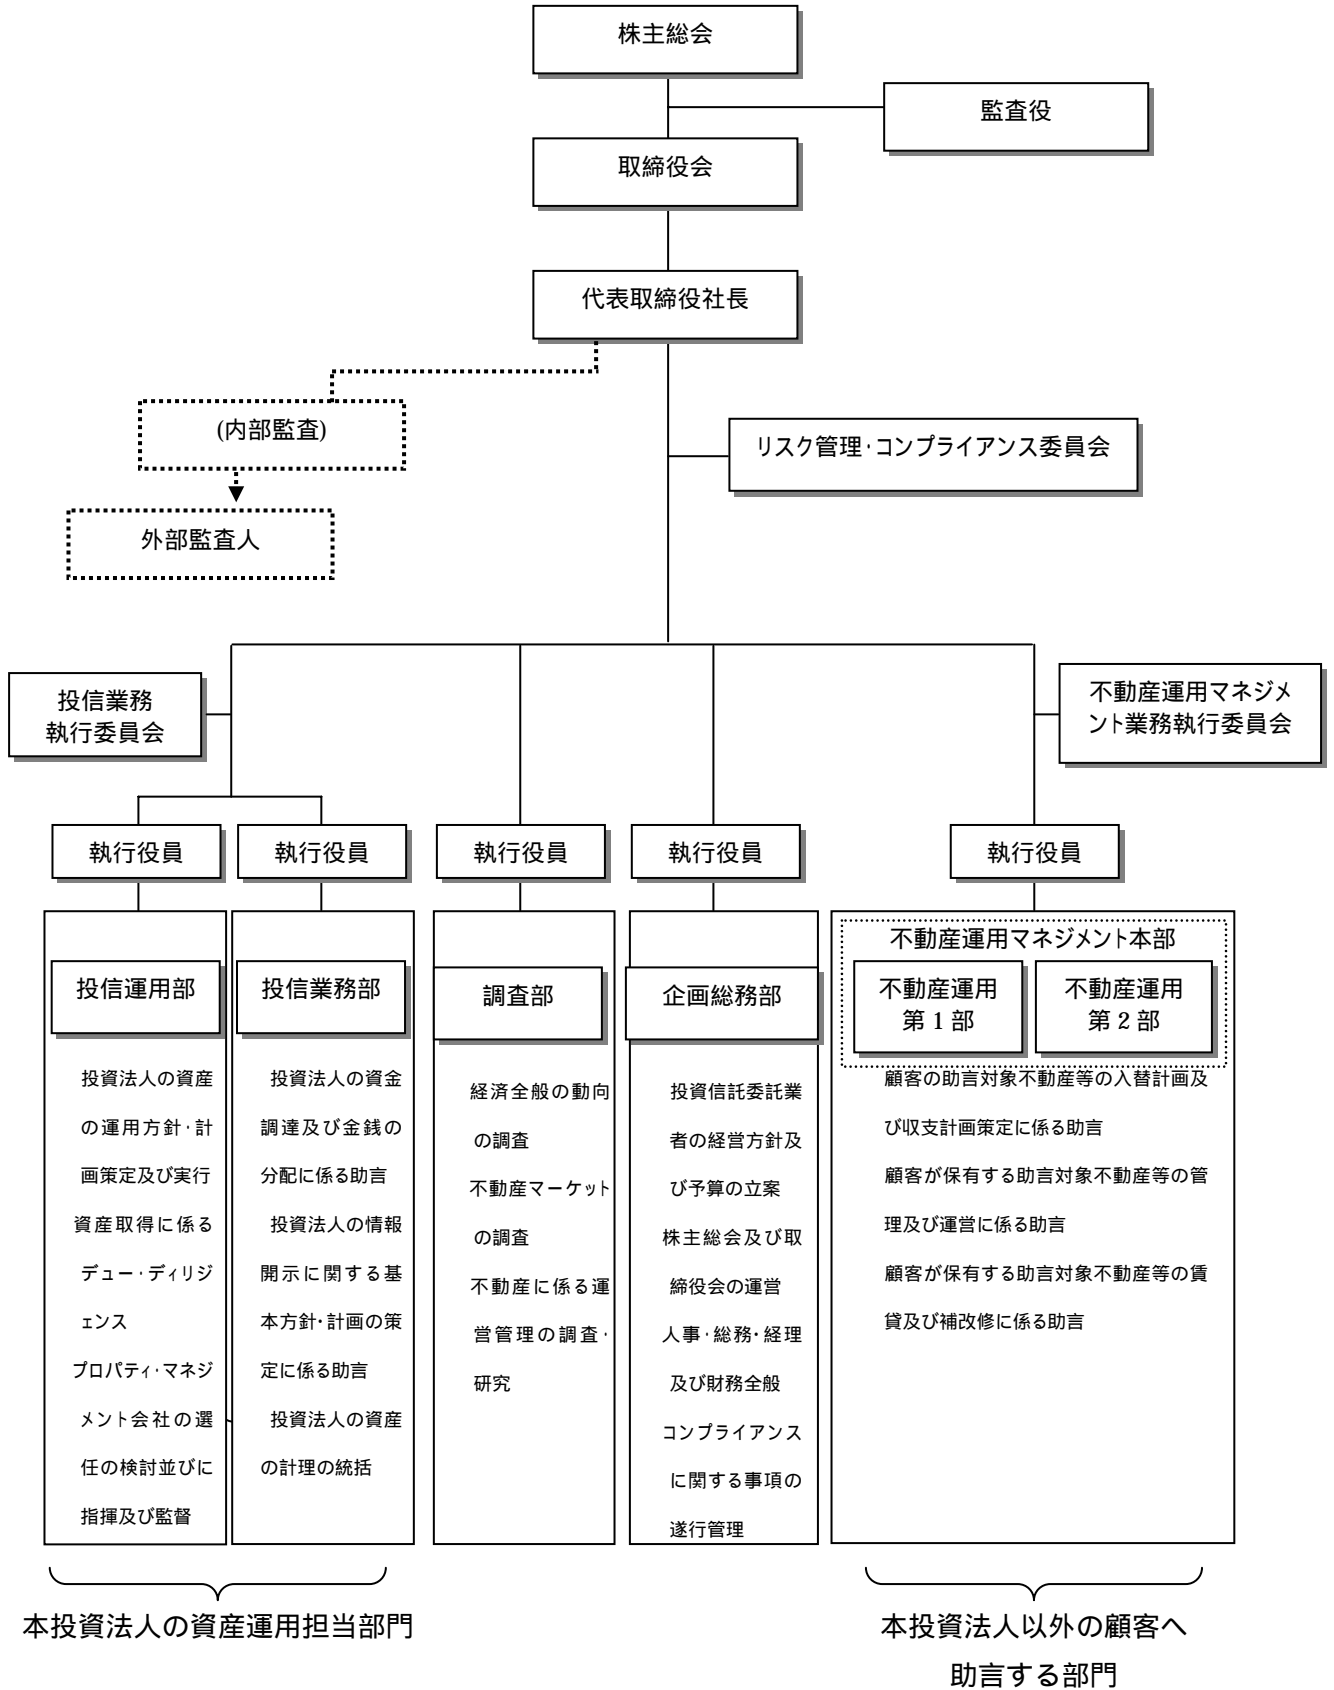 株主総会
監査役
取締役会
代表取締役社長
(内部監査)
リスク管理・コンプライアンス委員会
外部監査人
投信業務
執行委員会
不動産運用マネジメ
ント業務執行委員会
執行役員
執行役員
執行役員
執行役員
執行役員
投信運用部
投信業務部
調査部
企画総務部
不動産運用マネジメント本部
不動産運用
第1部
不動産運用
第2部
投資法人の資産
の運用方針・計
画策定及び実行
資産取得に係る
デュー・ディリジ
ェンス
プロパティ・マネジ
メント会社の選
任の検討並びに
指揮及び監督
投資法人の資金
調達及び金銭の
分配に係る助言
投資法人の情報
開示に関する基
本方針・計画の策
定に係る助言
投資法人の資産
の計理の統括
経済全般の動向
の調査
不動産マーケット
の調査
不動産に係る運
営管理の調査・
研究
投資信託委託業
者の経営方針及
び予算の立案
株主総会及び取
締役会の運営
人事・総務・経理
及び財務全般
コンプライアンス
に関する事項の
遂行管理
顧客の助言対象不動産等の入替計画及
び収支計画策定に係る助言
顧客が保有する助言対象不動産等の管
理及び運営に係る助言
顧客が保有する助言対象不動産等の賃
貸及び補改修に係る助言
本投資法人の資産運用担当部門
本投資法人以外の顧客へ
助言する部門